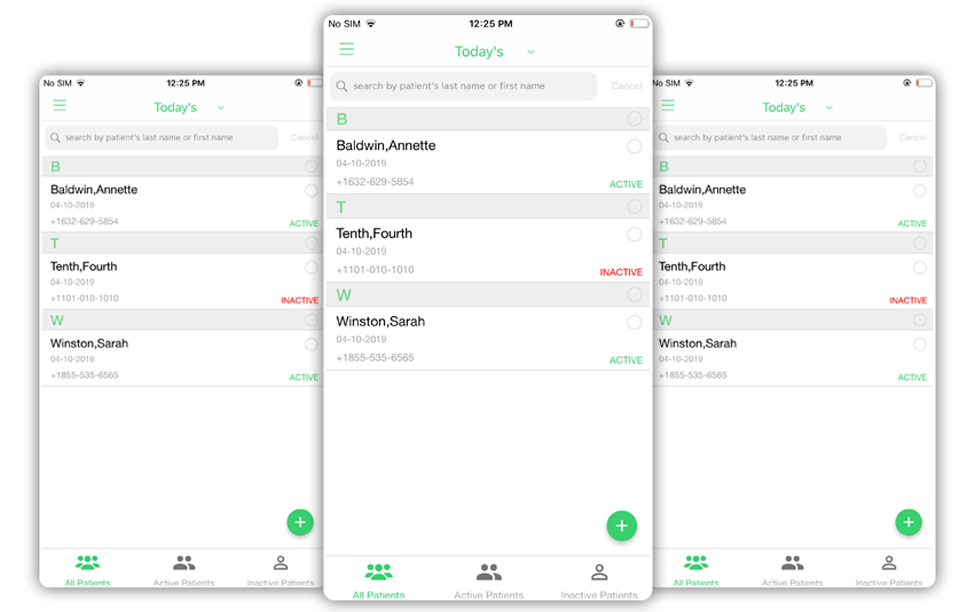 No SIM 12:25 PM
Today's
search by patient's last name or first name Cancel
B
Baldwin,Annette
04-10-2019
+1632-629-5854
ACTIVE
T
Tenth,Fourth
04-10-2019
+1101-010-1010
INACTIVE
W
Winston,Sarah
04-10-2019
+1855-535-6565
ACTIVE
+
All Patients Active Patients Inactive Patients
No SIM 12:25 PM
Today's
search by patient's last name or first name Cancel
B
Baldwin,Annette
04-10-2019
+1632-629-5854
ACTIVE
T
Tenth,Fourth
04-10-2019
+1101-010-1010
INACTIVE
W
Winston,Sarah
04-10-2019
+1855-535-6565
ACTIVE
+
All Patients Active Patients Inactive Patients
No SIM 12:25 PM
Today's
search by patient's last name or first name Cancel
B
Baldwin,Annette
04-10-2019
+1632-629-5854
ACTIVE
T
Tenth,Fourth
04-10-2019
+1101-010-1010
INACTIVE
W
Winston,Sarah
04-10-2019
+1855-535-6565
ACTIVE
+
All Patients Active Patients Inactive Patients